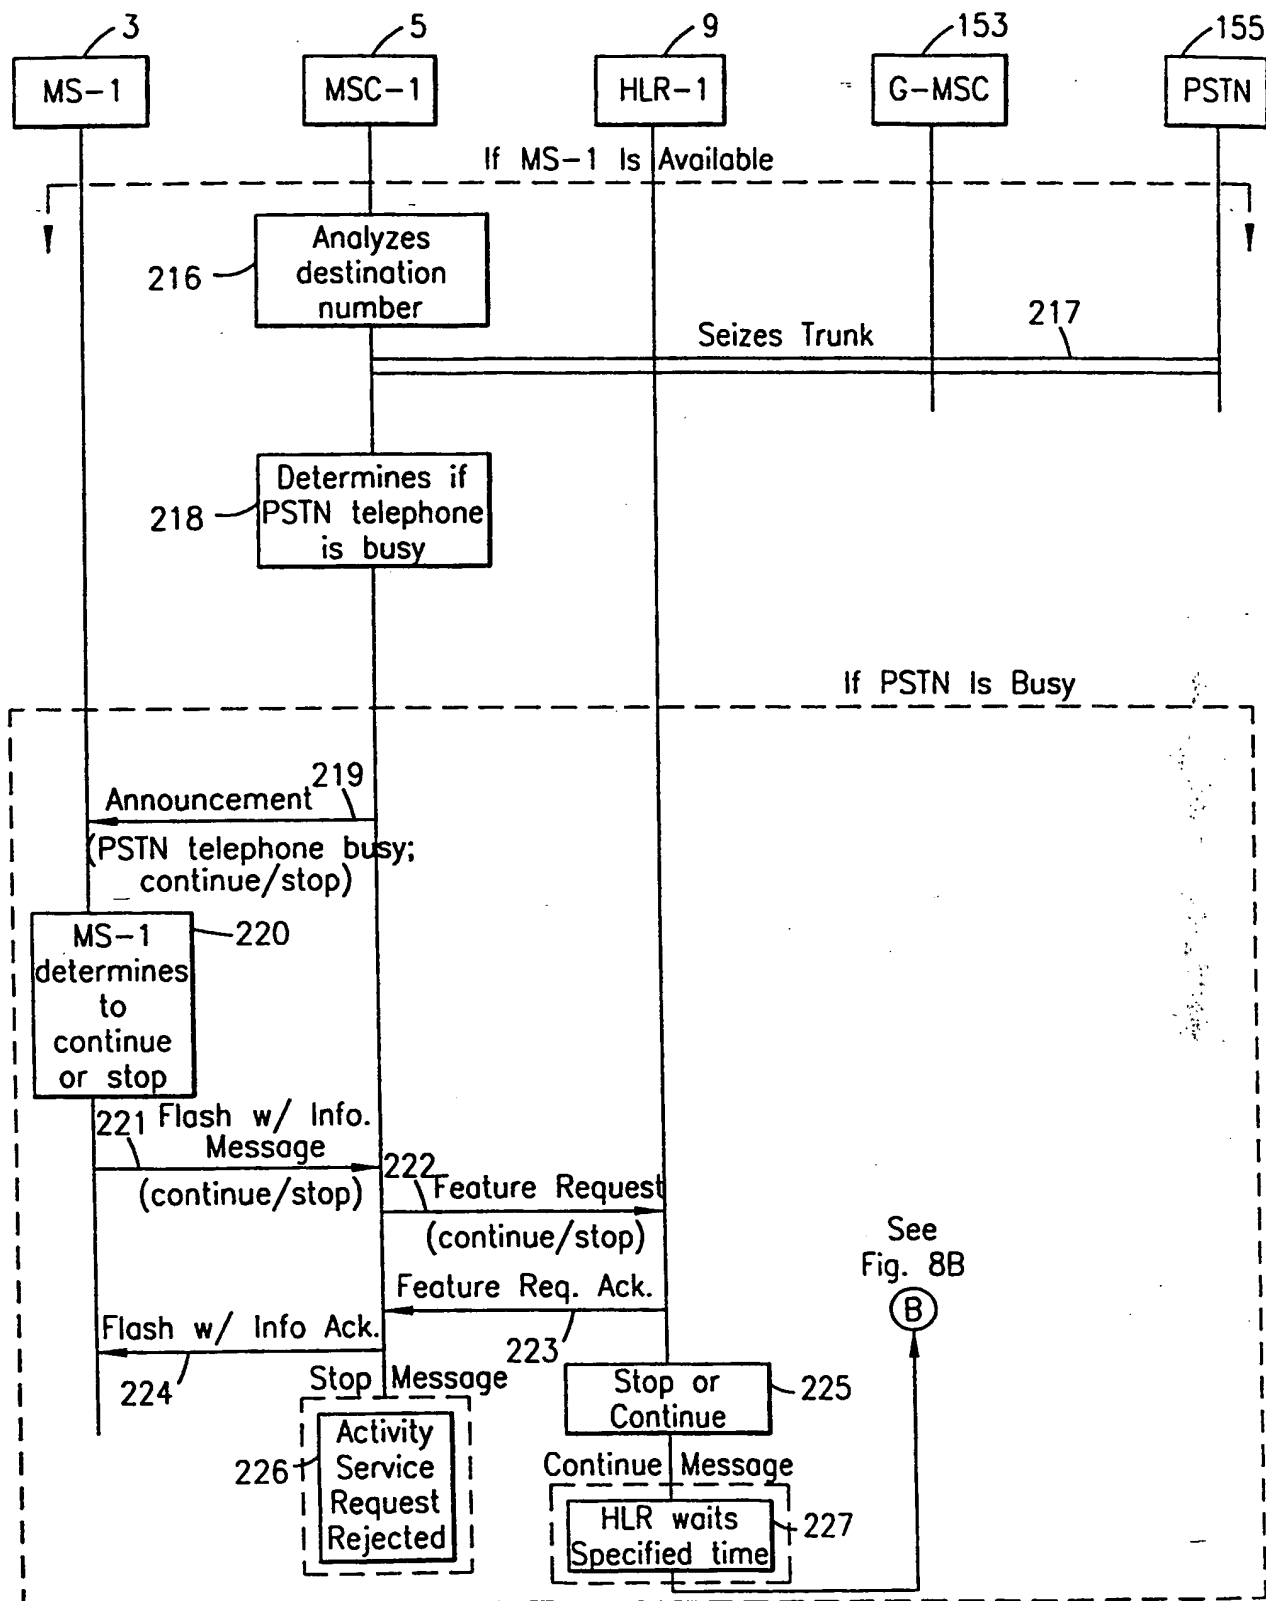 3
5
9
153
155
MS-1
MSC-1
HLR-1
G-MSC
PSTN
If MS-1 Is Available
Analyzes
destination
number
216
Seizes Trunk
217
Determines if
PSTN telephone
is busy
218
If PSTN Is Busy
219
Announcement
(PSTN telephone busy;
continue/stop)
MS-1
determines
to
continue
or stop
220
221
Flash w/ Info.
Message
(continue/stop)
222
Feature Request
(continue/stop)
See
Fig. 8B
B
Feature Req. Ack.
223
Flash w/ Info Ack.
224
Stop Message
Stop or
Continue
225
Activity
Service
Request
Rejected
226
Continue Message
HLR waits
Specified time
227